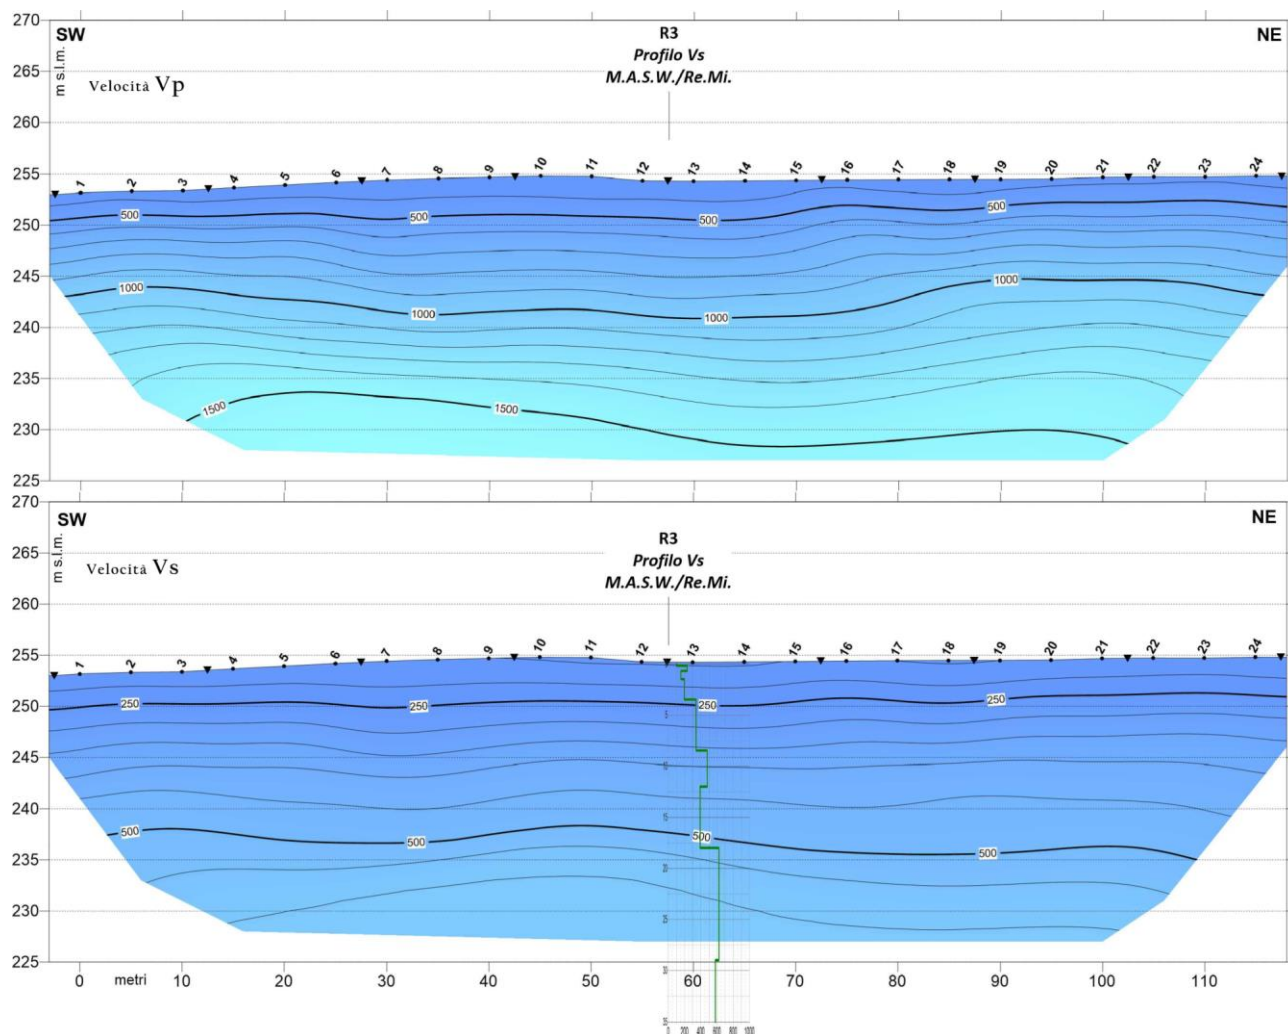 270
SW
R3
NE
Profilo Vs
M.A.S.W./Re.Mi.
265
m s.l.m.
Velocità Vp
260
255
1 2 3 4 5 6 7 8 9 10 11 12 13 14 15 16 17 18 19 20 21 22 23 24
250
500 500 500 500
245
1000 1000 1000 1000
240
235
1500 1500
230
225
270
SW
R3
NE
Profilo Vs
M.A.S.W./Re.Mi.
265
m s.l.m.
Velocità Vs
260
255
1 2 3 4 5 6 7 8 9 10 11 12 13 14 15 16 17 18 19 20 21 22 23 24
250
250 250 250 250
245
240
500 500 500 500
235
230
225
0 metri 10 20 30 40 50 60 70 80 90 100 110
0 200 400 600 800 1000